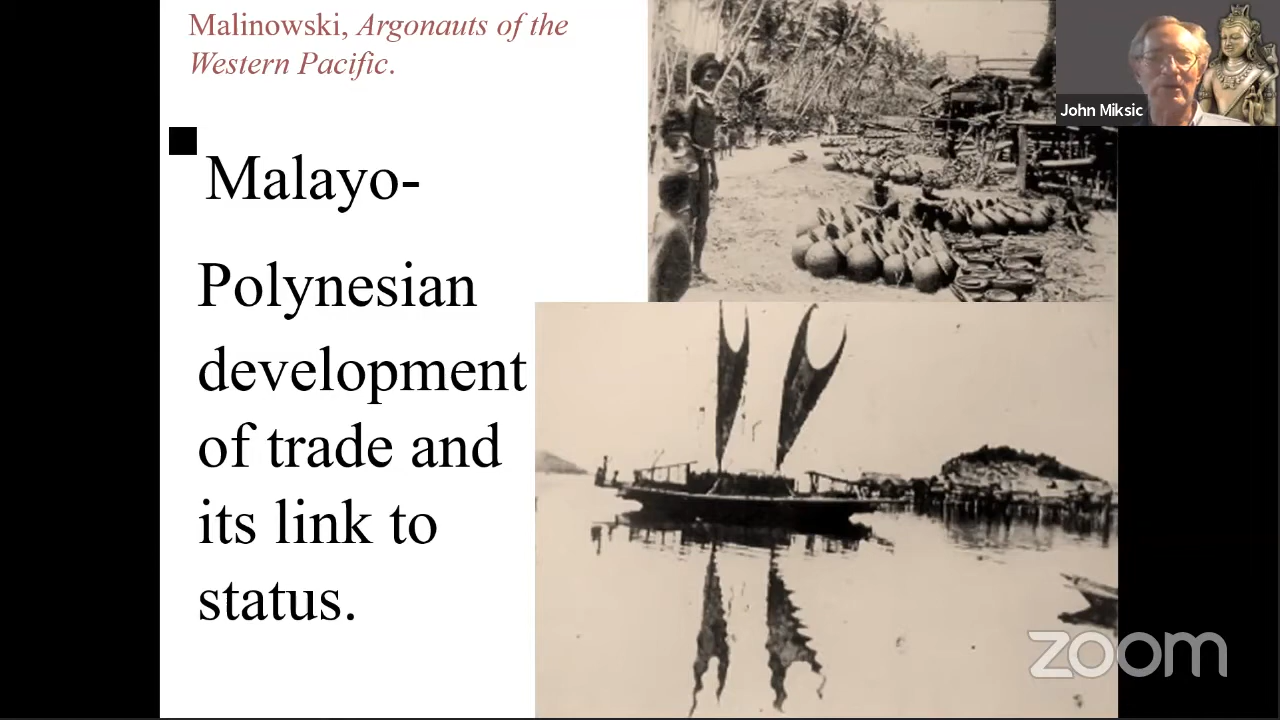 Malinowski, Argonauts of the
Western Pacific.
Malayo-
Polynesian
development
of trade and
its link to
status.
John Miksic
zoom